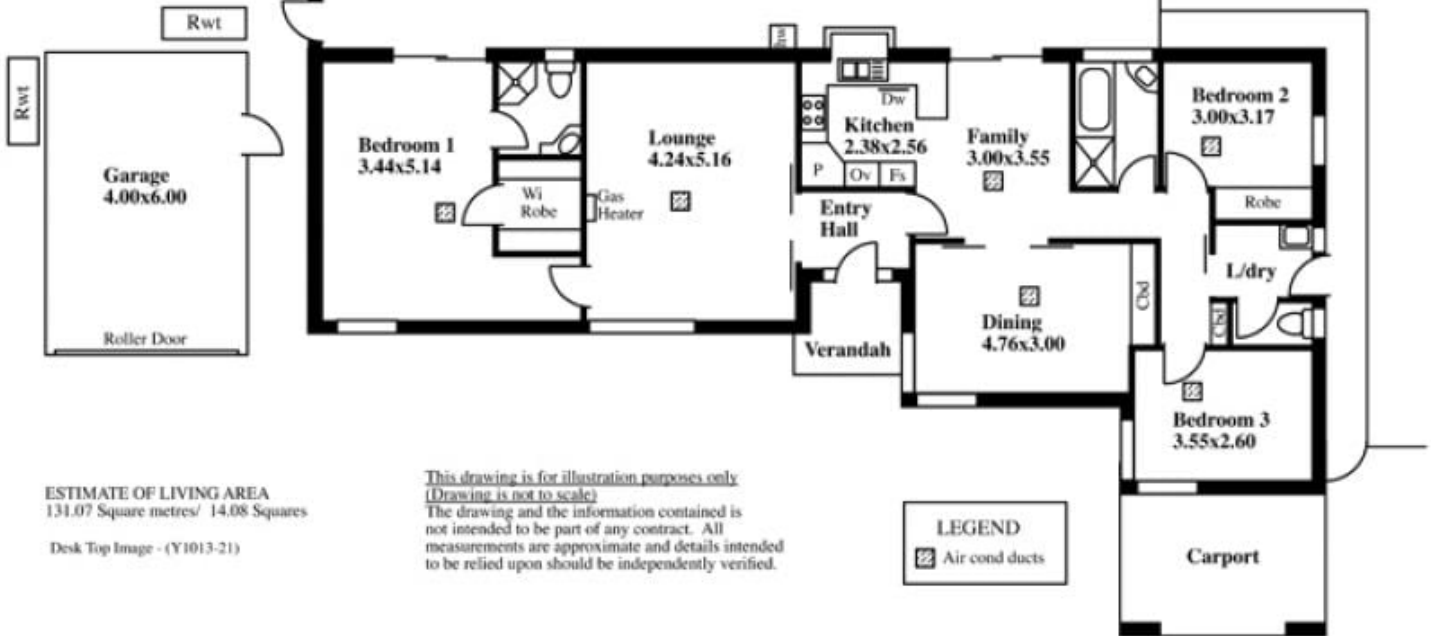 Rwt
Rwt
Garage
4.00x6.00
Roller Door
Bedroom 1
3.44x5.14
Wi
Robe
Gas
Heater
Lounge
4.24x5.16
hw
Dw
Kitchen
2.38x2.56
P
Ov
Fs
Family
3.00x3.55
Entry
Hall
Verandah
Dining
4.76x3.00
Cbd
Bedroom 2
3.00x3.17
Robe
L/dry
Cbd
Bedroom 3
3.55x2.60
Carport
ESTIMATE OF LIVING AREA
131.07 Square metres/ 14.08 Squares
Desk Top Image - (Y1013-21)
This drawing is for illustration purposes only
(Drawing is not to scale)
The drawing and the information contained is
not intended to be part of any contract. All
measurements are approximate and details intended
to be relied upon should be independently verified.
LEGEND
Air cond ducts